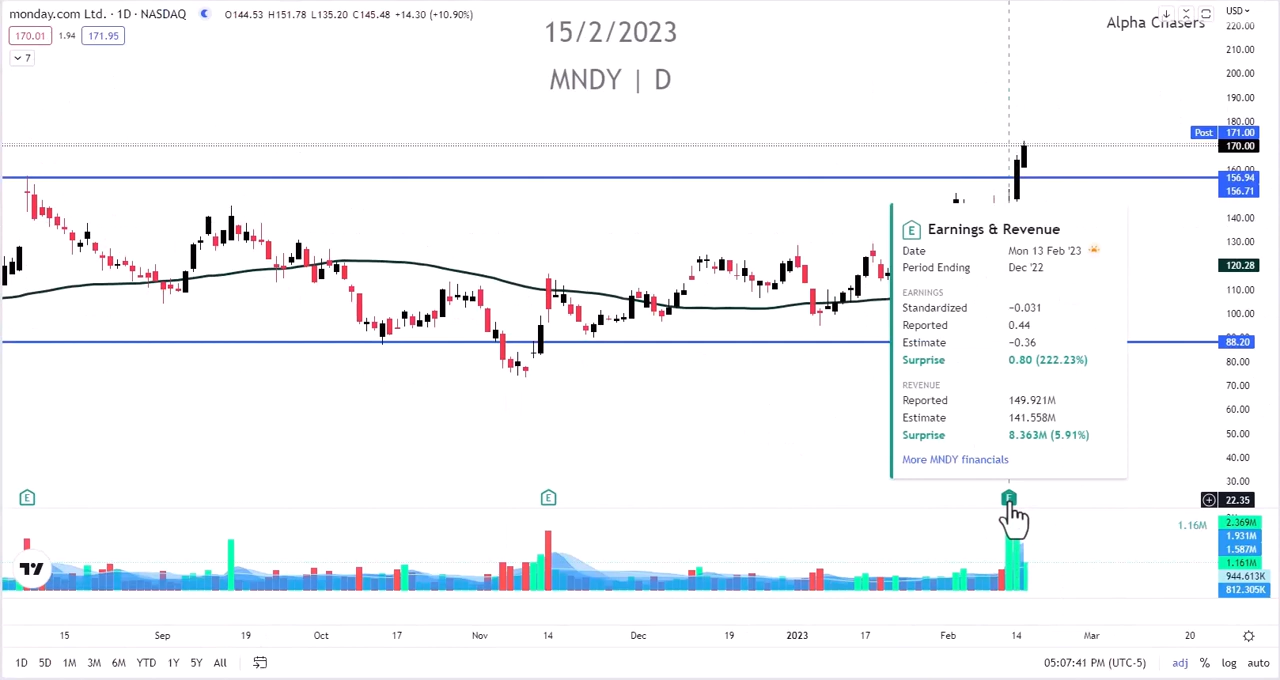 monday.com Ltd. · 1D · NASDAQ O144.53 H151.78 L135.20 C145.48 +14.30 (+10.90%)
170.01 1.94 171.95
7
15/2/2023
MNDY | D
Alpha Chasers
USD
220.00
210.00
200.00
190.00
180.00
Post 171.00
170.00
160.00
156.94
156.71
140.00
130.00
120.28
110.00
100.00
88.20
80.00
70.00
60.00
50.00
40.00
30.00
22.35
E Earnings & Revenue
Date Mon 13 Feb '23
Period Ending Dec '22
EARNINGS
Standardized −0.031
Reported 0.44
Estimate −0.36
Surprise 0.80 (222.23%)
REVENUE
Reported 149.921M
Estimate 141.558M
Surprise 8.363M (5.91%)
More MNDY financials
E E E
1.16M
2.369M
1.931M
1.587M
1.161M
944.613K
812.305K
15 Sep 19 Oct 17 Nov 14 Dec 19 2023 17 Feb 14 Mar 20
1D 5D 1M 3M 6M YTD 1Y 5Y All 05:07:41 PM (UTC-5) adj % log auto